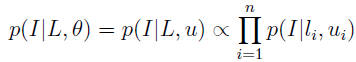 p(I|L, θ) = p(I|L, u) ∝ ∏_{i=1}^{n} p(I|l_i, u_i)